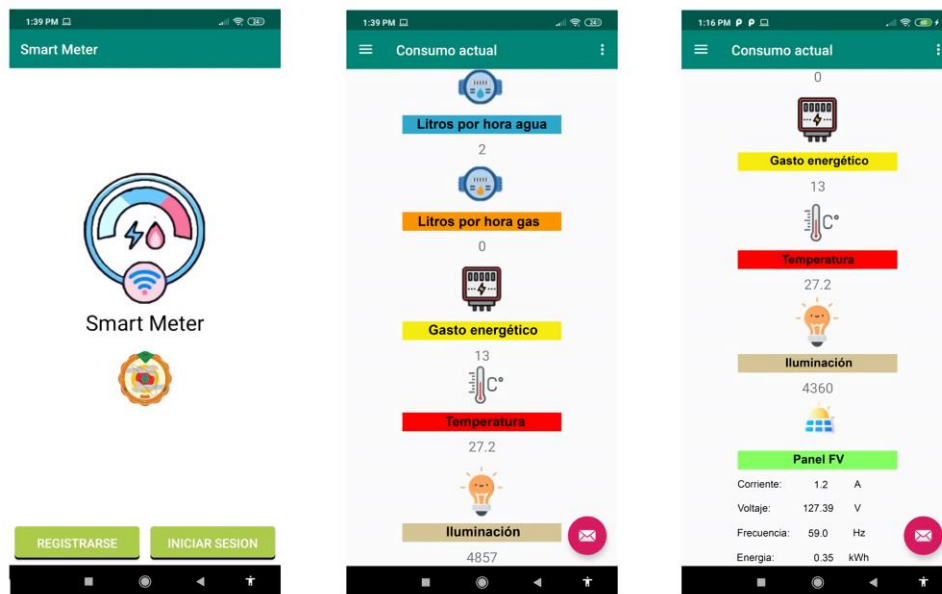 1:39 PM
Smart Meter
Smart Meter
REGISTRARSE
INICIAR SESION
1:39 PM
Consumo actual
Litros por hora agua
2
Litros por hora gas
0
Gasto energético
13
C°
Temperatura
27.2
Iluminación
4857
1:16 PM
Consumo actual
0
Gasto energético
13
C°
Temperatura
27.2
Iluminación
4360
Panel FV
Corriente: 1.2 A
Voltaje: 127.39 V
Frecuencia: 59.0 Hz
Energia: 0.35 kWh